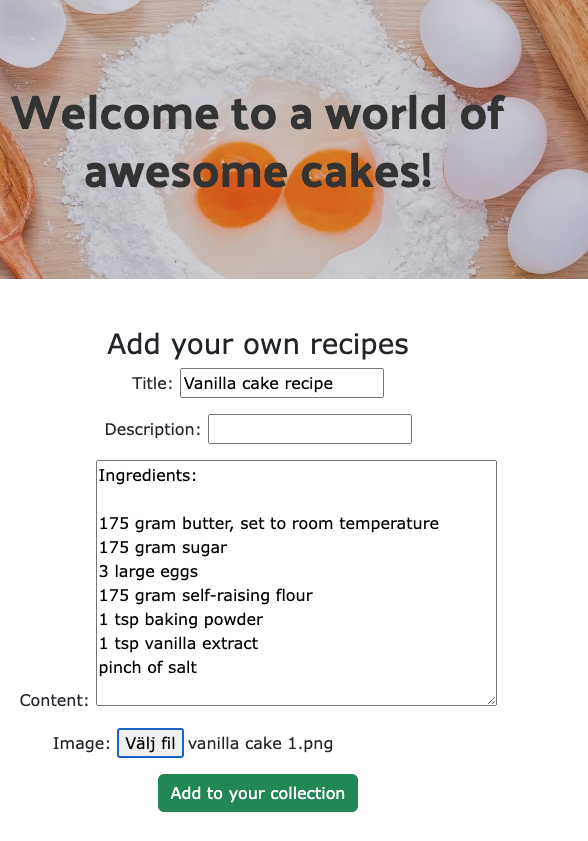 Welcome to a world of
awesome cakes!
Add your own recipes
Title: Vanilla cake recipe
Description:
Ingredients:
175 gram butter, set to room temperature
175 gram sugar
3 large eggs
175 gram self-raising flour
1 tsp baking powder
1 tsp vanilla extract
pinch of salt
Content:
Image: Välj fil vanilla cake 1.png
Add to your collection